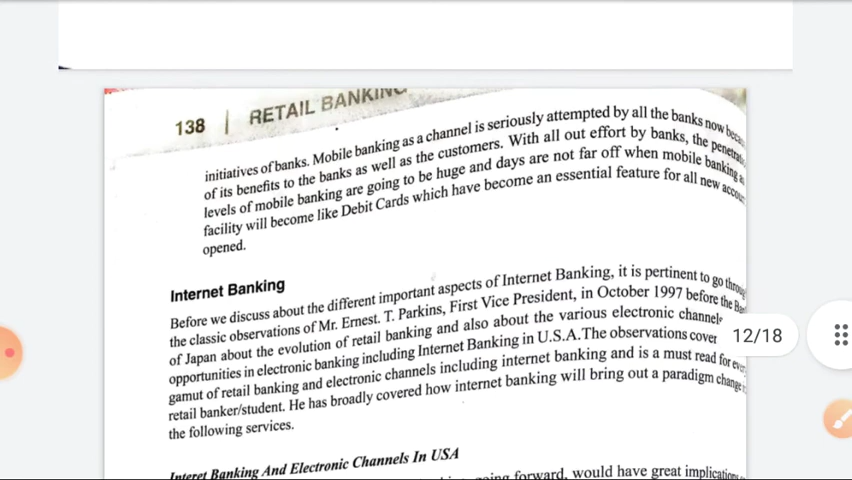 138 | RETAIL BANKING
initiatives of banks. Mobile banking as a channel is seriously attempted by all the banks now
of its benefits to the banks as well as the customers. With all out effort by banks, the
levels of mobile banking are going to be huge and days are not far off when mobile banking
facility will become like Debit Cards which have become an essential feature for all new
opened.
Internet Banking
Before we discuss about the different important aspects of Internet Banking, it is pertinent to go
the classic observations of Mr. Ernest. T. Parkins, First Vice President, in October 1997 before the
of Japan about the evolution of retail banking and also about the various electronic
opportunities in electronic banking including Internet Banking in U.S.A.The observations
gamut of retail banking and electronic channels including internet banking and is a must read for
retail banker/student. He has broadly covered how internet banking will bring out a paradigm change
the following services.
Interet Banking And Electronic Channels In USA
going forward, would have great
12/18